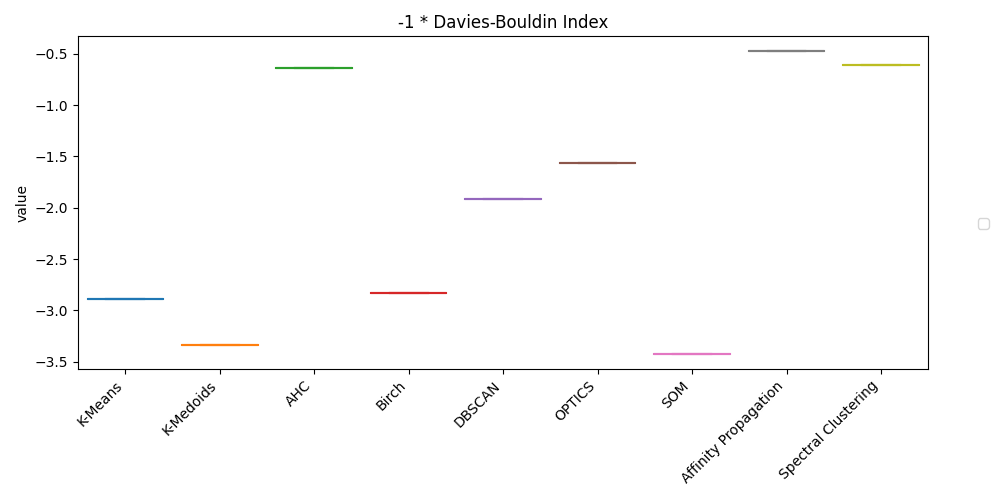 -1 * Davies-Bouldin Index
−0.5
−1.0
−1.5
−2.0
−2.5
−3.0
−3.5
value
K-Means
K-Medoids
AHC
Birch
DBSCAN
OPTICS
SOM
Affinity Propagation
Spectral Clustering